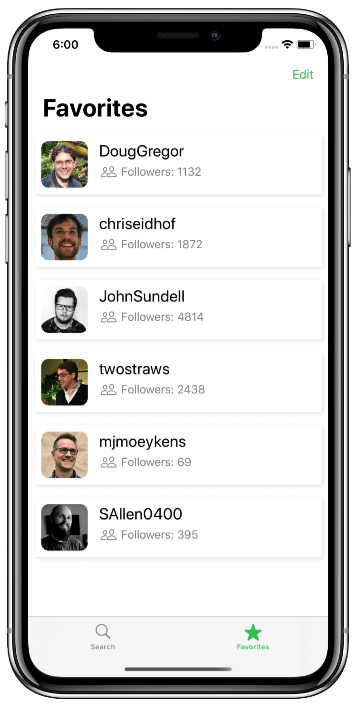 6:00
Edit
Favorites
DougGregor
Followers: 1132
chriseidhof
Followers: 1872
JohnSundell
Followers: 4814
twostraws
Followers: 2438
mjmoeykens
Followers: 69
SAllen0400
Followers: 395
Search
Favorites